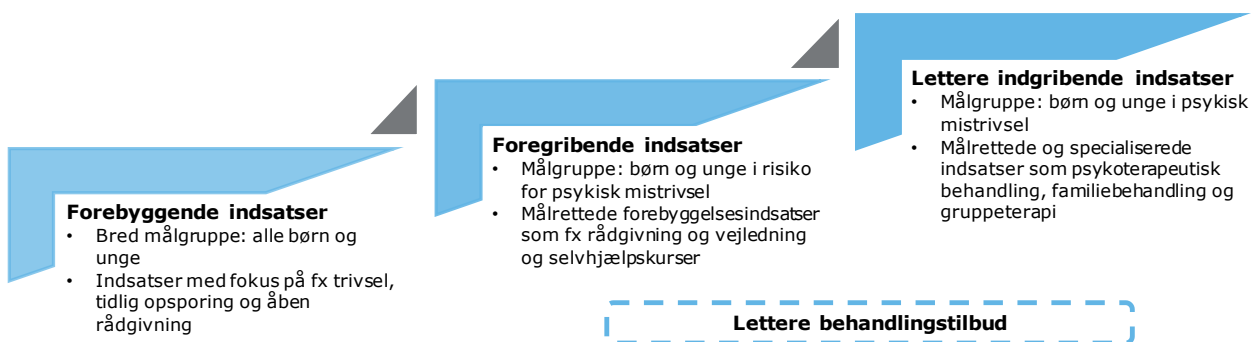 Forebyggende indsatser
• Bred målgruppe: alle børn og
unge
• Indsatser med fokus på fx trivsel,
tidlig opsporing og åben
rådgivning
Foregribende indsatser
• Målgruppe: børn og unge i risiko
for psykisk mistrivsel
• Målrettede forebyggelsesindsatser
som fx rådgivning og vejledning
og selvhjælpskurser
Lettere indgribende indsatser
• Målgruppe: børn og unge i psykisk
mistrivsel
• Målrettede og specialiserede
indsatser som psykoterapeutisk
behandling, familiebehandling og
gruppeterapi
Lettere behandlingstilbud